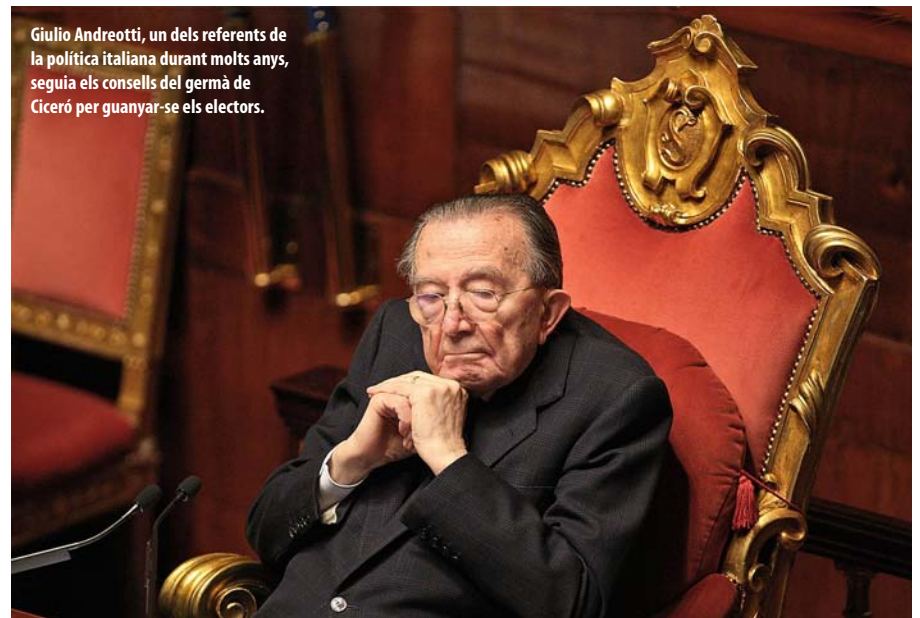 Giulio Andreotti, un dels referents de
la política italiana durant molts anys,
seguia els consells del germà de
Ciceró per guanyar-se els electors.